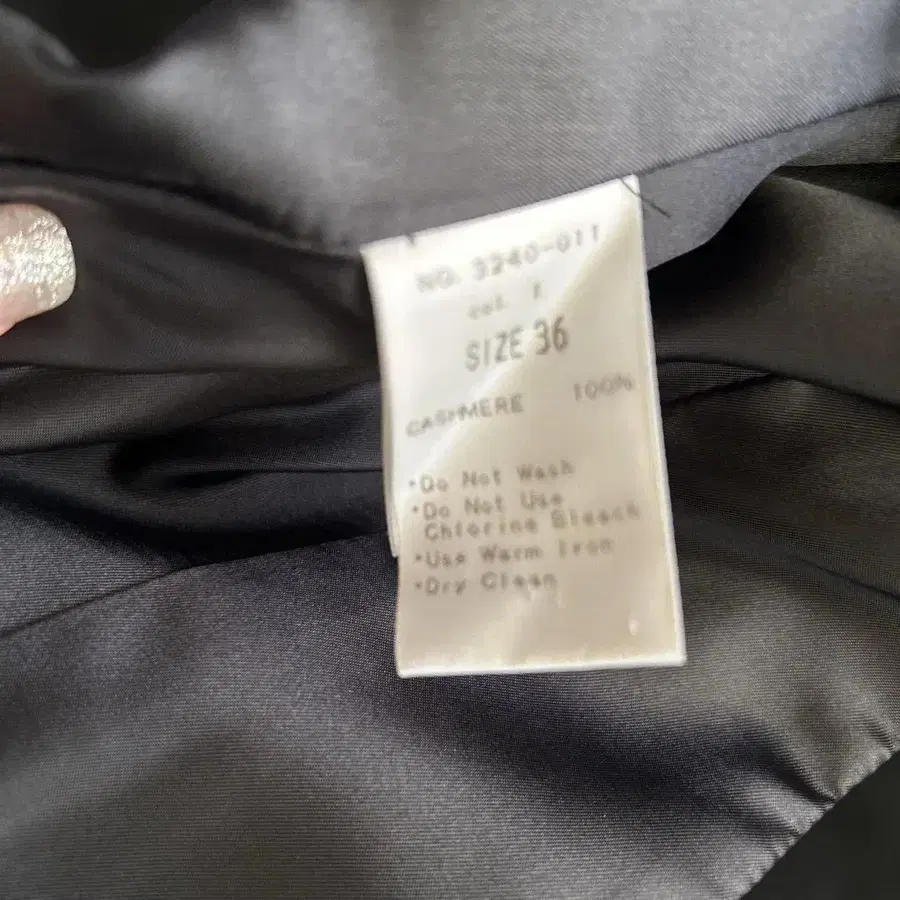 NO. 3240-011
col. 1
SIZE 36
CASHMERE 100%
•Do Not Wash
•Do Not Use
Chlorine Bleach
•Use Warm Iron
•Dry Clean